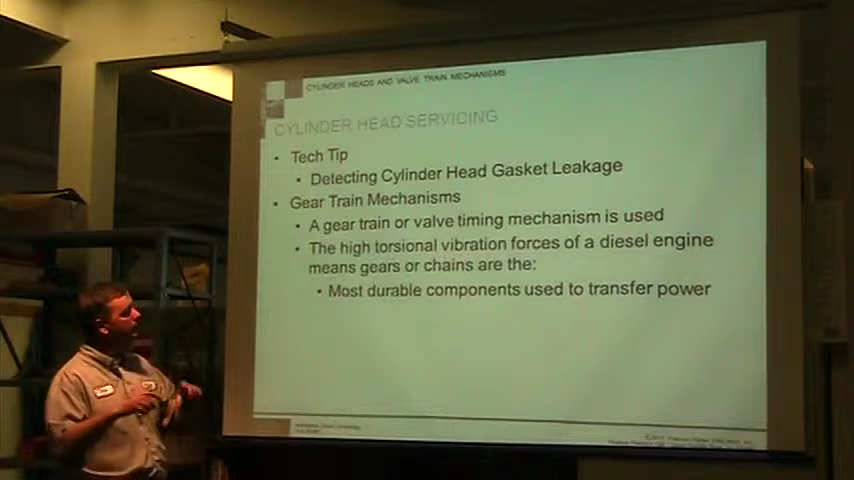 CYLINDER HEADS AND VALVE TRAIN MECHANISMS
CYLINDER HEAD SERVICING
• Tech Tip
• Detecting Cylinder Head Gasket Leakage
• Gear Train Mechanisms
• A gear train or valve timing mechanism is used
• The high torsional vibration forces of a diesel engine
means gears or chains are the:
• Most durable components used to transfer power